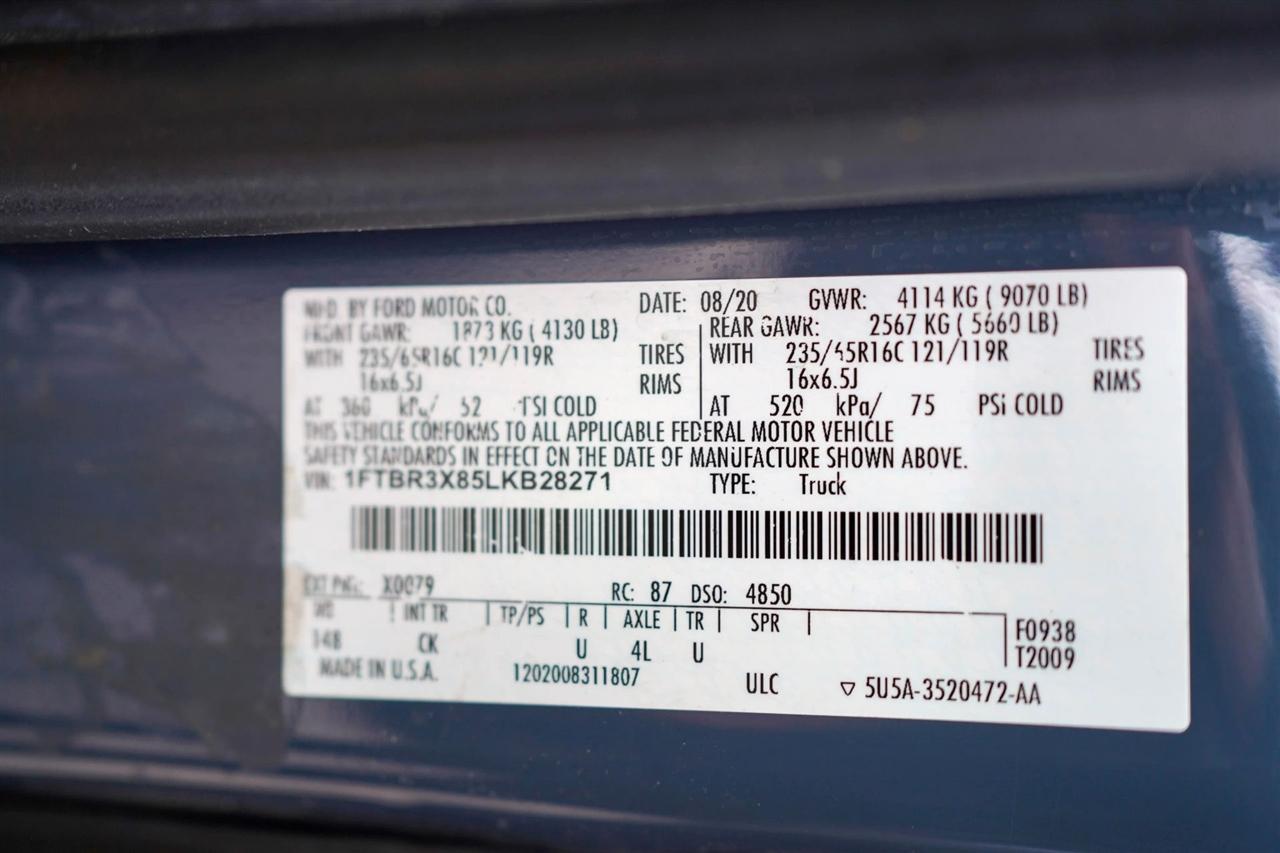 MFD. BY FORD MOTOR CO. DATE: 08/20 GVWR: 4114 KG ( 9070 LB)
FRONT GAWR: 1873 KG ( 4130 LB) REAR GAWR: 2567 KG ( 5660 LB)
WITH 235/65R16C 121/119R TIRES WITH 235/65R16C 121/119R TIRES
16x6.5J RIMS 16x6.5J RIMS
AT 360 kPa/ 52 PSI COLD AT 520 kPa/ 75 PSi COLD
THIS VEHICLE CONFORMS TO ALL APPLICABLE FEDERAL MOTOR VEHICLE
SAFETY STANDARDS IN EFFECT ON THE DATE OF MANUFACTURE SHOWN ABOVE.
VIN: 1FTBR3X85LKB28271 TYPE: Truck
EXT PNT: X0079 RC: 87 DSO: 4850
WB INT TR TP/PS R AXLE TR SPR F0938
148 CK U 4L U T2009
MADE IN U.S.A. 1202008311807 ULC ▽ 5U5A-3520472-AA